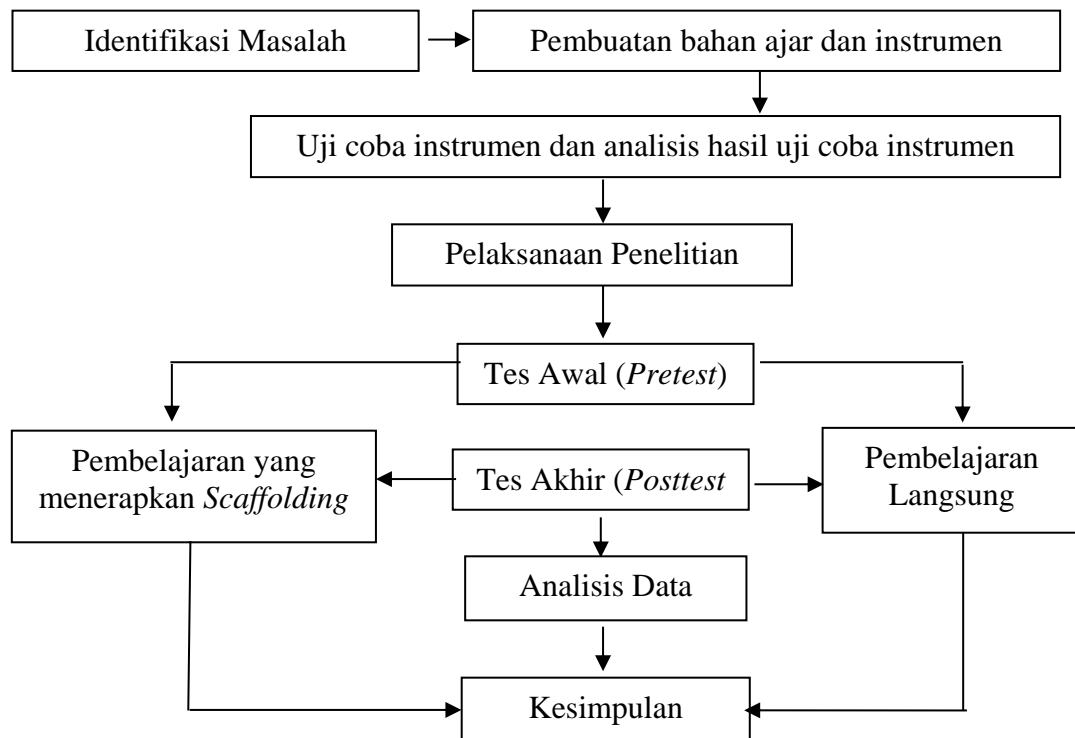 Identifikasi Masalah
Pembuatan bahan ajar dan instrumen
Uji coba instrumen dan analisis hasil uji coba instrumen
Pelaksanaan Penelitian
Tes Awal (Pretest)
Pembelajaran yang
menerapkan Scaffolding
Tes Akhir (Posttest
Pembelajaran
Langsung
Analisis Data
Kesimpulan